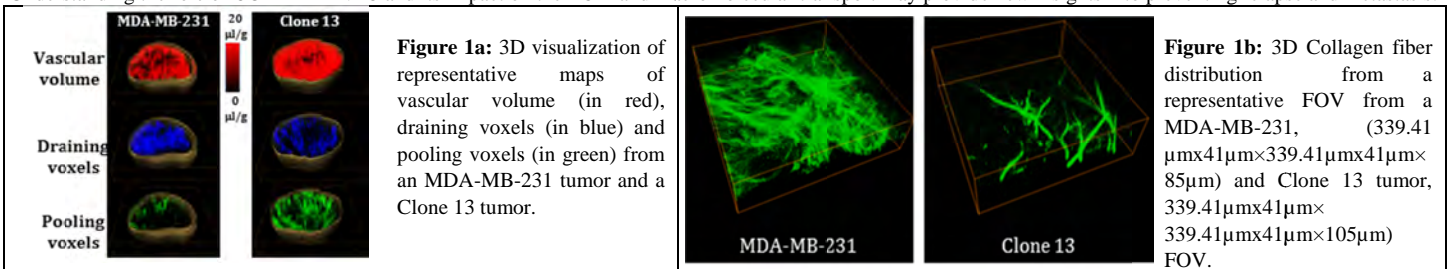 MDA-MB-231
20
µl/g
Clone 13
Vascular
volume
0
µl/g
Draining
voxels
Pooling
voxels
Figure 1a: 3D visualization of
representative maps of
vascular volume (in red),
draining voxels (in blue) and
pooling voxels (in green) from
an MDA-MB-231 tumor and a
Clone 13 tumor.
MDA-MB-231
Clone 13
Figure 1b: 3D Collagen fiber
distribution from a
representative FOV from a
MDA-MB-231, (339.41
µmx41µm×339.41µmx41µm×
85µm) and Clone 13 tumor,
339.41µmx41µm×
339.41µmx41µm×105µm)
FOV.